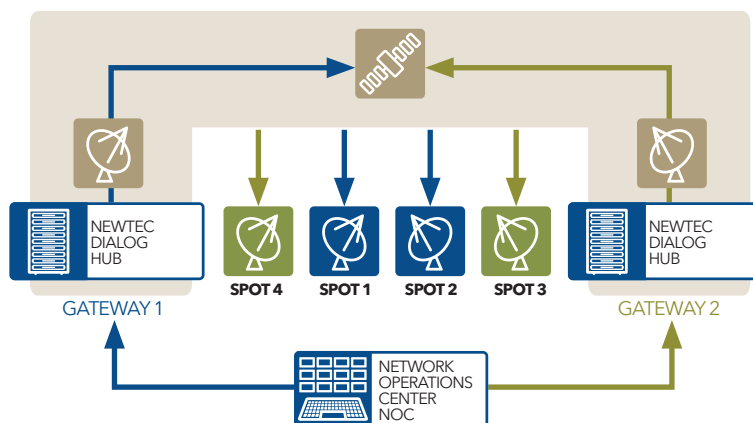 NEWTEC
DIALOG
HUB
NEWTEC
DIALOG
HUB
SPOT 4
SPOT 1
SPOT 2
SPOT 3
GATEWAY 1
GATEWAY 2
NETWORK
OPERATIONS
CENTER
NOC